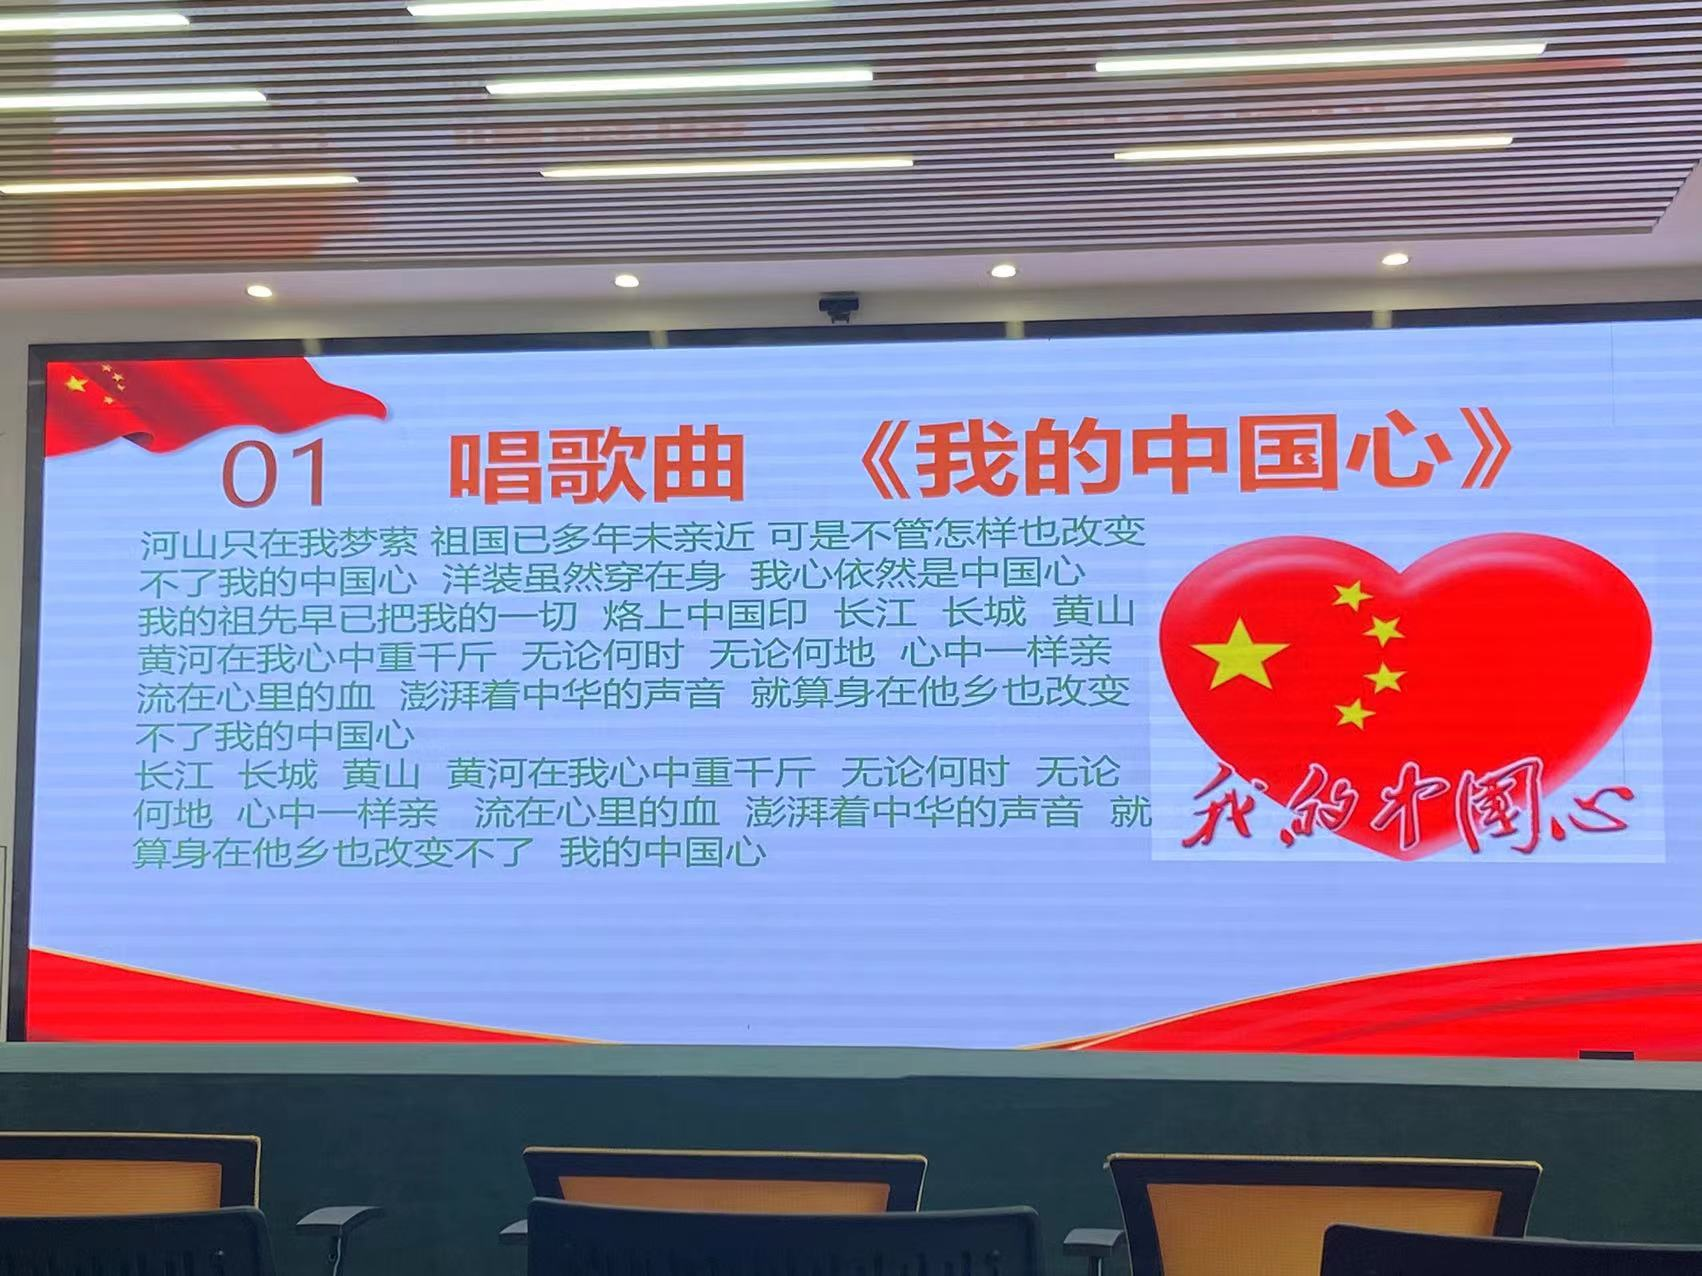 01 唱歌曲 《我的中国心》
河山只在我梦萦 祖国已多年未亲近 可是不管怎样也改变
不了我的中国心 洋装虽然穿在身 我心依然是中国心
我的祖先早已把我的一切 烙上中国印 长江 长城 黄山
黄河在我心中重千斤 无论何时 无论何地 心中一样亲
流在心里的血 澎湃着中华的声音 就算身在他乡也改变
不了我的中国心
长江 长城 黄山 黄河在我心中重千斤 无论何时 无论
何地 心中一样亲 流在心里的血 澎湃着中华的声音 就
算身在他乡也改变不了 我的中国心
我的中國心